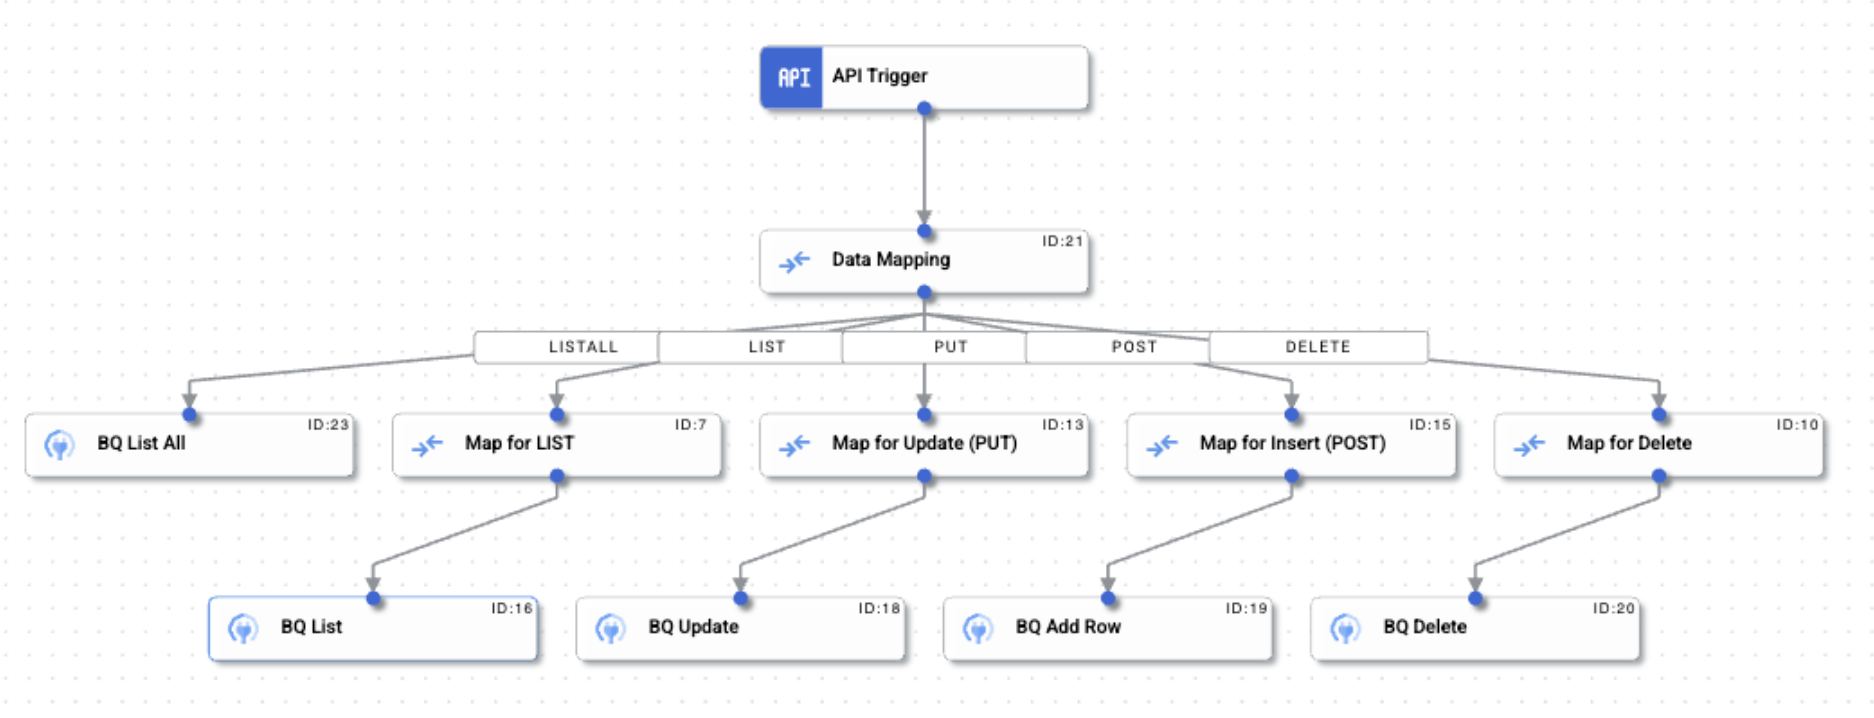 API API Trigger
ID:21
Data Mapping
LISTALL LIST PUT POST DELETE
ID:23 ID:7 ID:13 ID:15 ID:10
BQ List All Map for LIST Map for Update (PUT) Map for Insert (POST) Map for Delete
ID:16 ID:18 ID:19 ID:20
BQ List BQ Update BQ Add Row BQ Delete